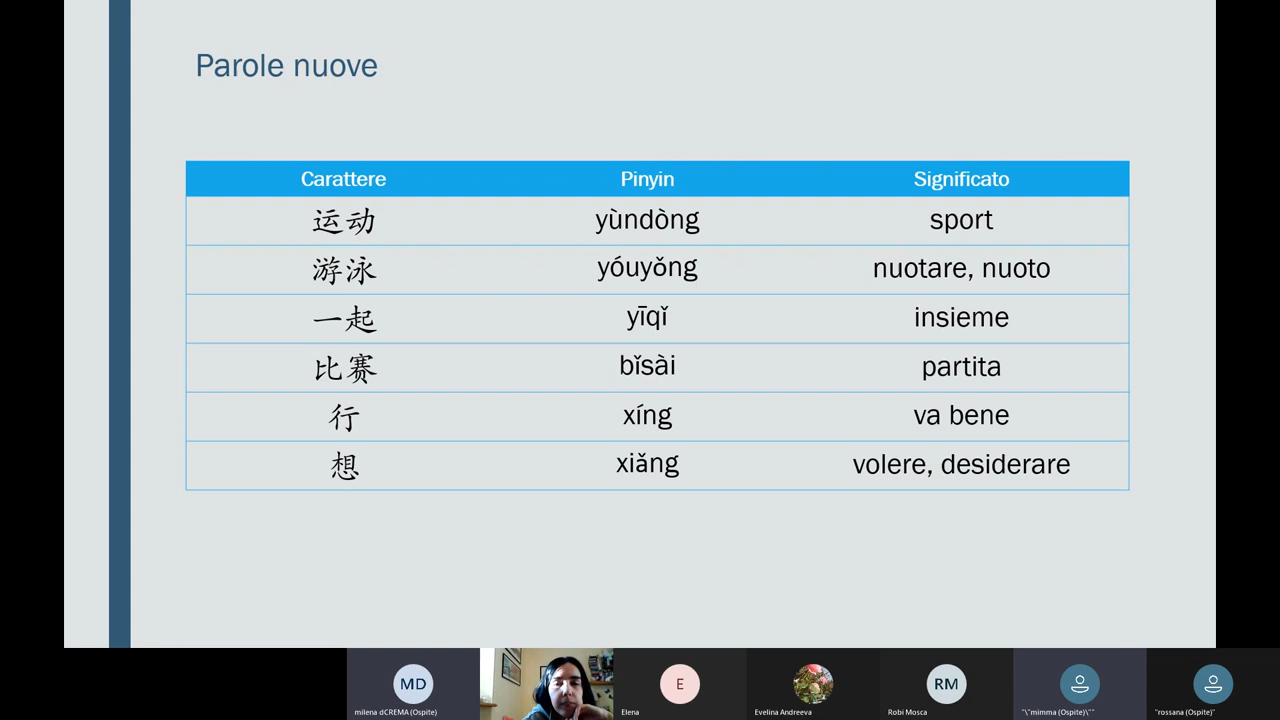 Parole nuove
Carattere Pinyin Significato
运动 yùndòng sport
游泳 yóuyǒng nuotare, nuoto
一起 yīqǐ insieme
比赛 bǐsài partita
行 xíng va bene
想 xiǎng volere, desiderare
MD E RM
milena dCREMA (Ospite) Elena Evelina Andreeva Robi Mosca "\"mimma (Ospite)\"" "rossana (Ospite)"